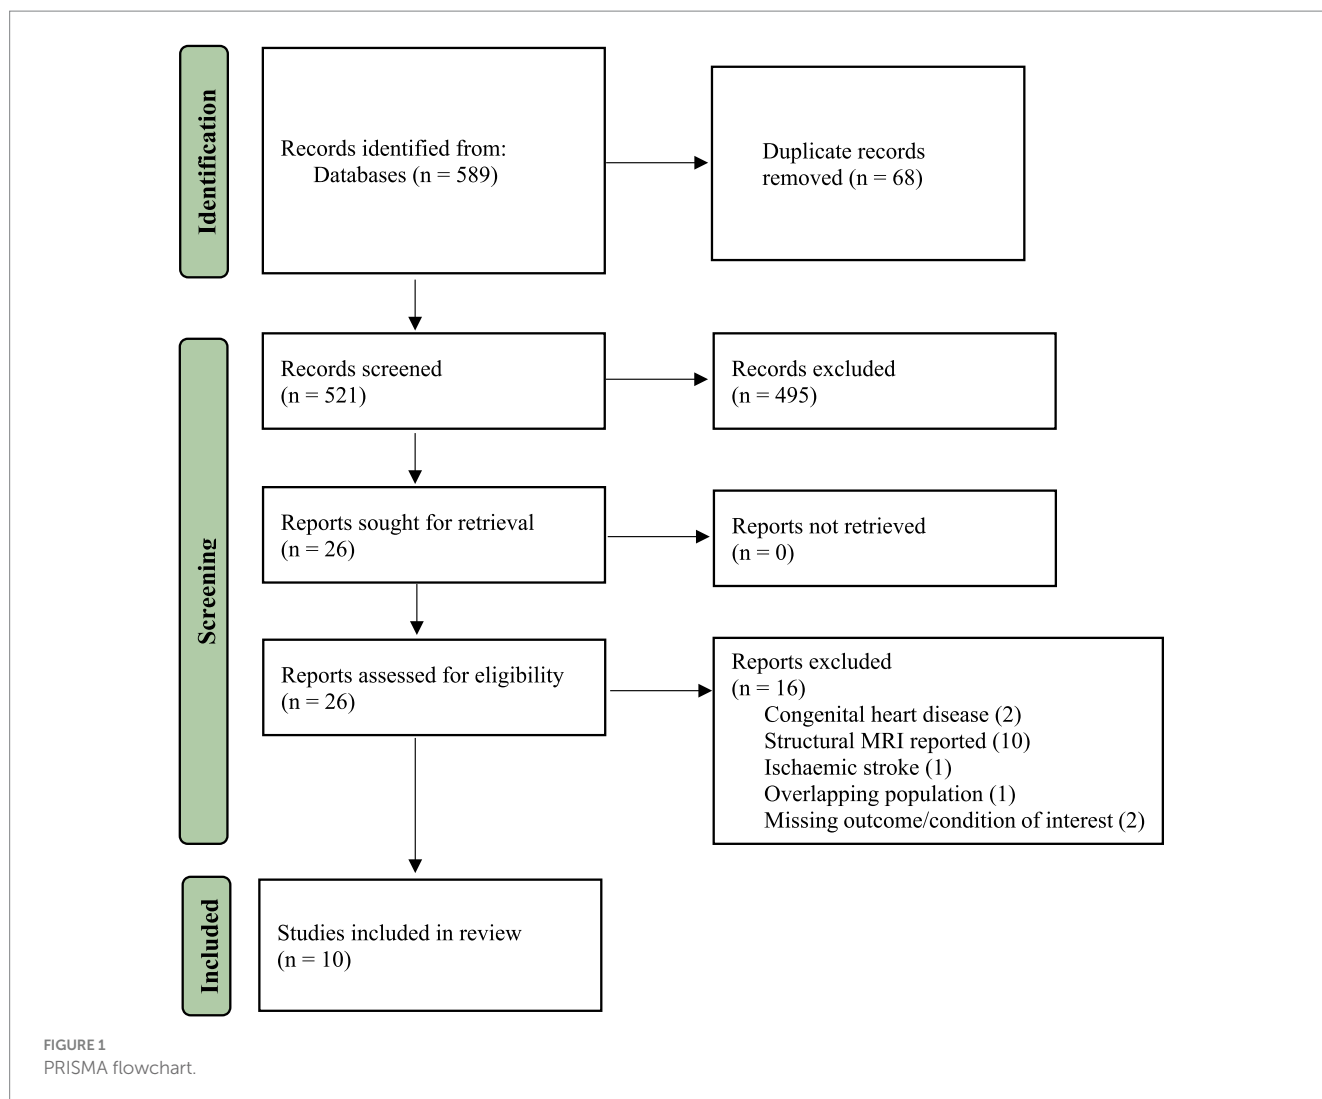 Identification
Records identified from:
Databases (n = 589)
Duplicate records
removed (n = 68)
Screening
Records screened
(n = 521)
Records excluded
(n = 495)
Reports sought for retrieval
(n = 26)
Reports not retrieved
(n = 0)
Reports assessed for eligibility
(n = 26)
Reports excluded
(n = 16)
Congenital heart disease (2)
Structural MRI reported (10)
Ischaemic stroke (1)
Overlapping population (1)
Missing outcome/condition of interest (2)
Included
Studies included in review
(n = 10)
FIGURE 1
PRISMA flowchart.